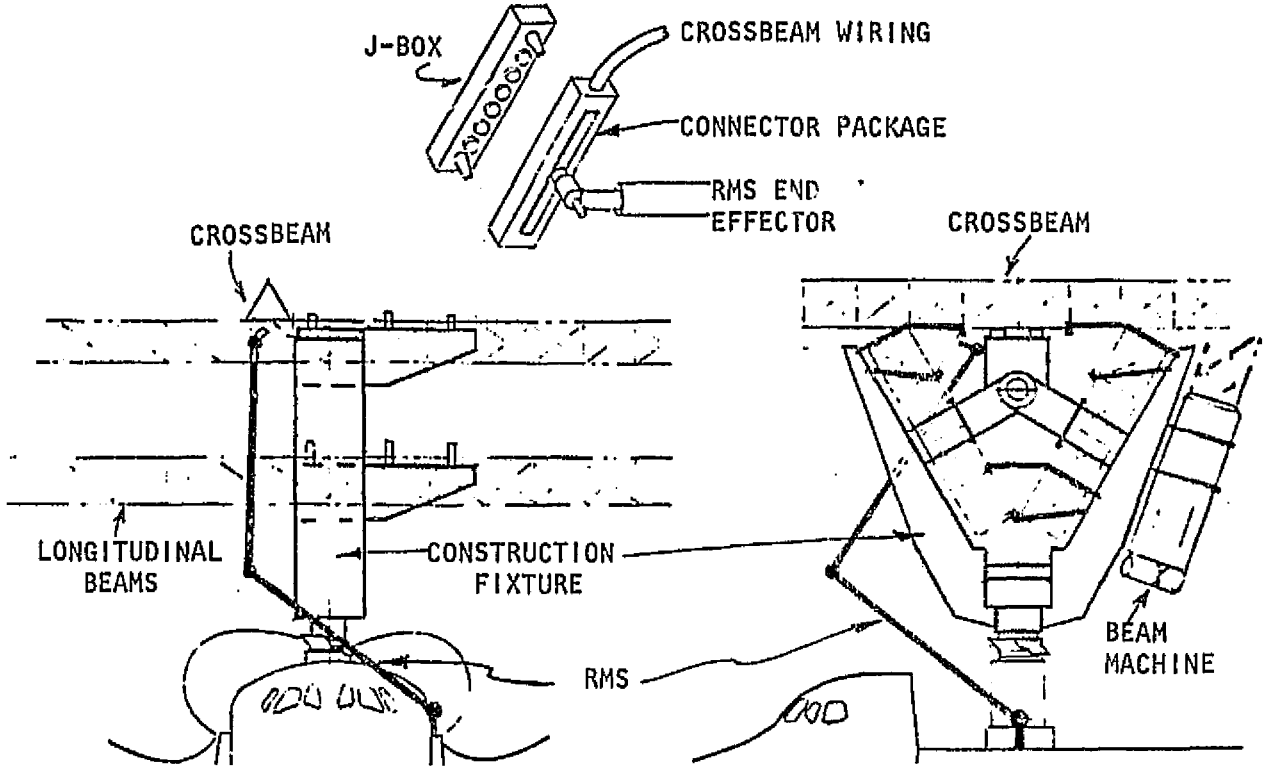 J-BOX
CROSSBEAM WIRING
CONNECTOR PACKAGE
RMS END
EFFECTOR
CROSSBEAM
CROSSBEAM
LONGITUDINAL
BEAMS
CONSTRUCTION
FIXTURE
RMS
BEAM
MACHINE